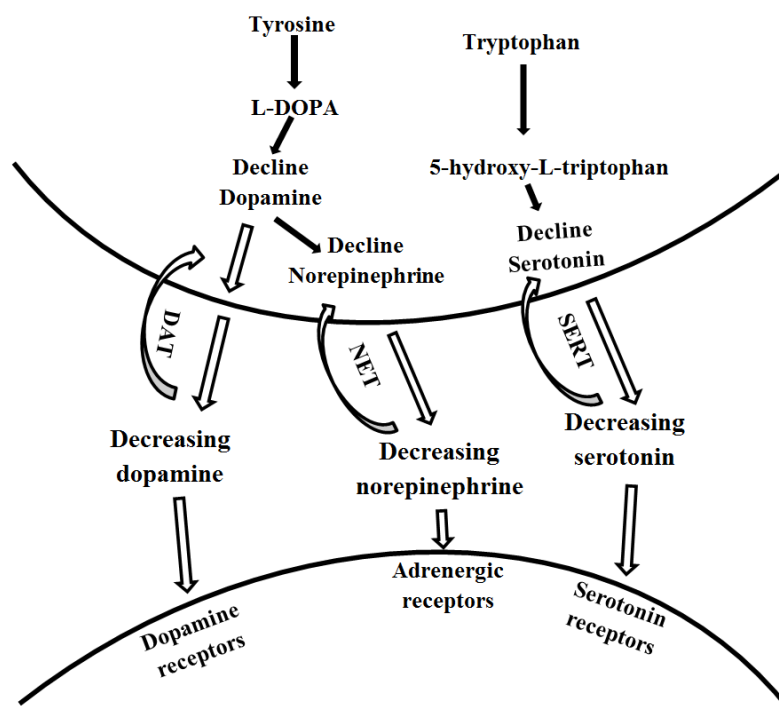 Tyrosine
Tryptophan
L-DOPA
Decline
Dopamine
5-hydroxy-L-triptophan
Decline
Norepinephrine
Decline
Serotonin
DAT
NET
SERT
Decreasing
dopamine
Decreasing
norepinephrine
Decreasing
serotonin
Dopamine
receptors
Adrenergic
receptors
Serotonin
receptors